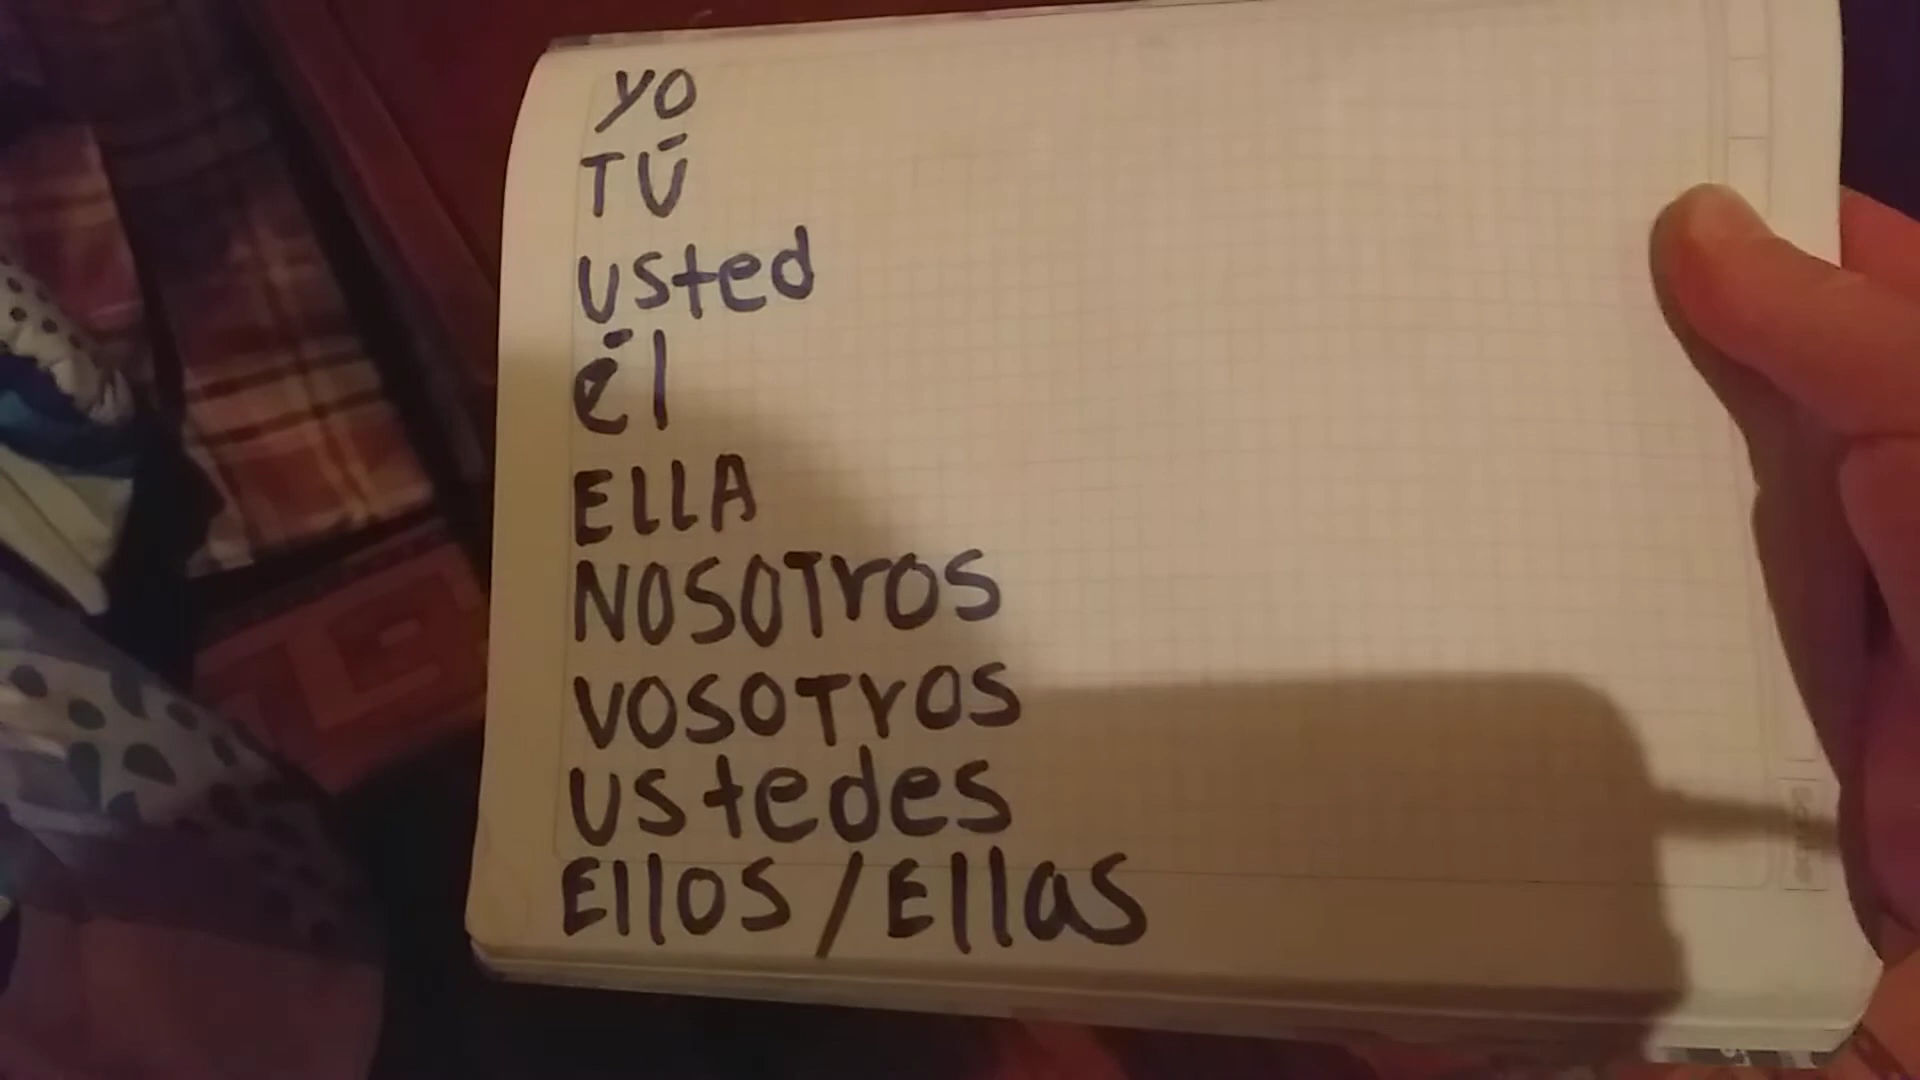 yo
TÚ
usted
él
ELLA
NOSOTrOS
VOSOTrOS
ustedes
EllOS/Ellas